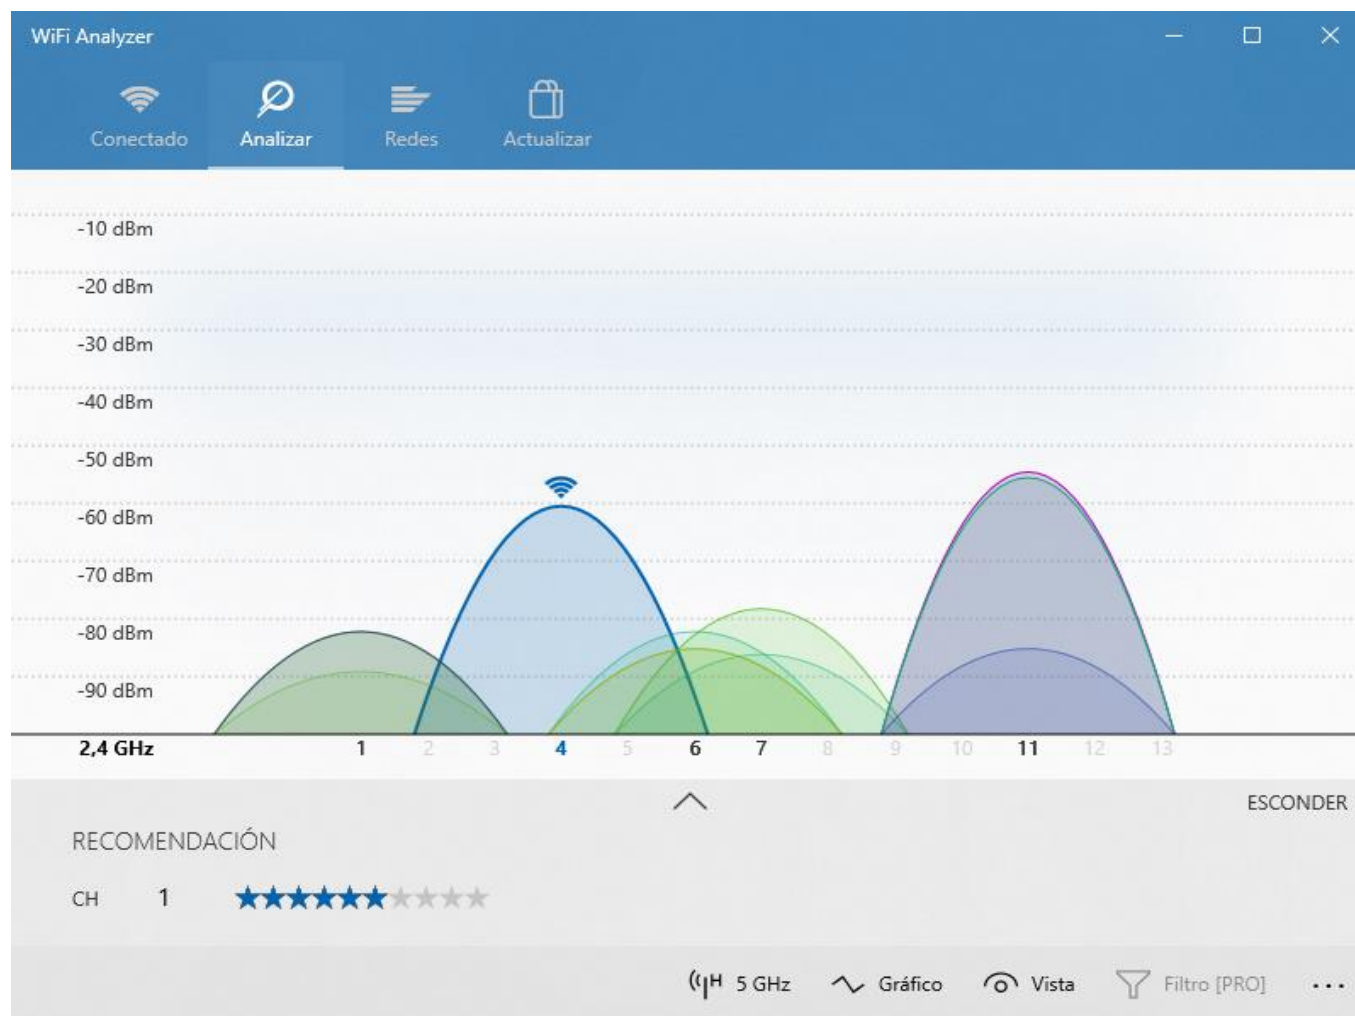 WiFi Analyzer
Conectado Analizar Redes Actualizar
-10 dBm
-20 dBm
-30 dBm
-40 dBm
-50 dBm
-60 dBm
-70 dBm
-80 dBm
-90 dBm
2,4 GHz 1 2 3 4 5 6 7 8 9 10 11 12 13
ESCONDER
RECOMENDACIÓN
CH 1
5 GHz Gráfico Vista Filtro [PRO]